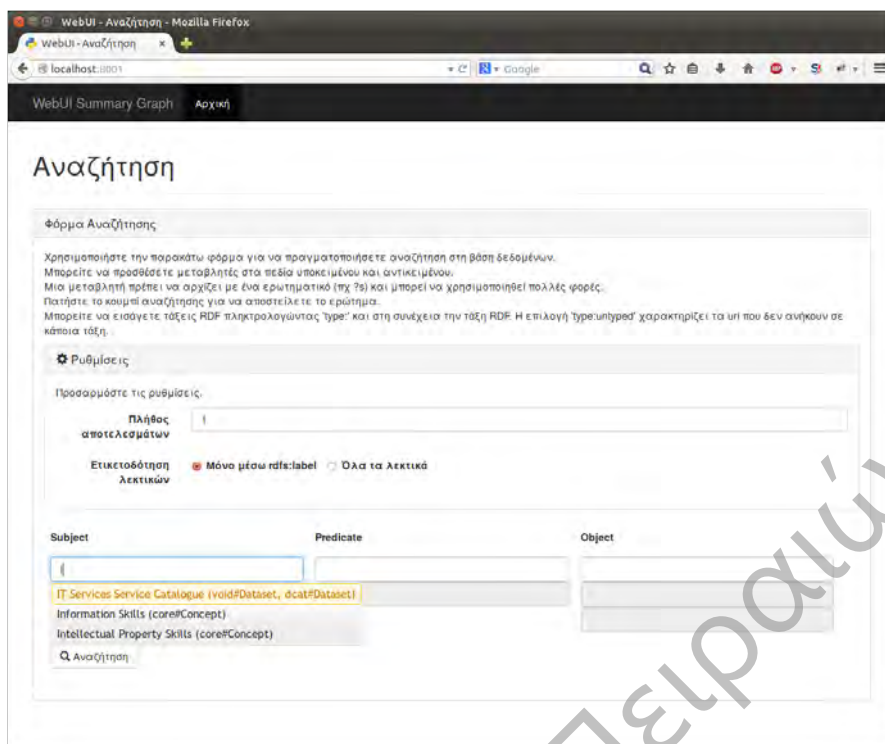 WebUI - Αναζήτηση - Mozilla Firefox
WebUI - Αναζήτηση
localhost:8001
Google
WebUI Summary Graph Αρχική
Αναζήτηση
Φόρμα Αναζήτησης
Χρησιμοποιήστε την παρακάτω φόρμα για να πραγματοποιήσετε αναζήτηση στη βάση δεδομένων.
Μπορείτε να προσθέσετε μεταβλητές στα πεδία υποκειμένου και αντικειμένου.
Μια μεταβλητή πρέπει να αρχίζει με ένα ερωτηματικό (πχ ?s) και μπορεί να χρησιμοποιηθεί πολλές φορές.
Πατήστε το κουμπί αναζήτησης για να αποστείλετε το ερώτημα.
Μπορείτε να εισάγετε τάξεις RDF πληκτρολογώντας 'type:' και στη συνέχεια την τάξη RDF. Η επιλογή 'type:untyped' χαρακτηρίζει τα uri που δεν ανήκουν σε
κάποια τάξη.
Ρυθμίσεις
Προσαρμόστε τις ρυθμίσεις.
Πλήθος
αποτελεσμάτων
Ετικετοδότηση
λεκτικών
Μόνο μέσω rdfs:label Όλα τα λεκτικά
Subject Predicate Object
IT Services Service Catalogue (void#Dataset, dcat#Dataset)
Information Skills (core#Concept)
Intellectual Property Skills (core#Concept)
Αναζήτηση
Πειραιώ